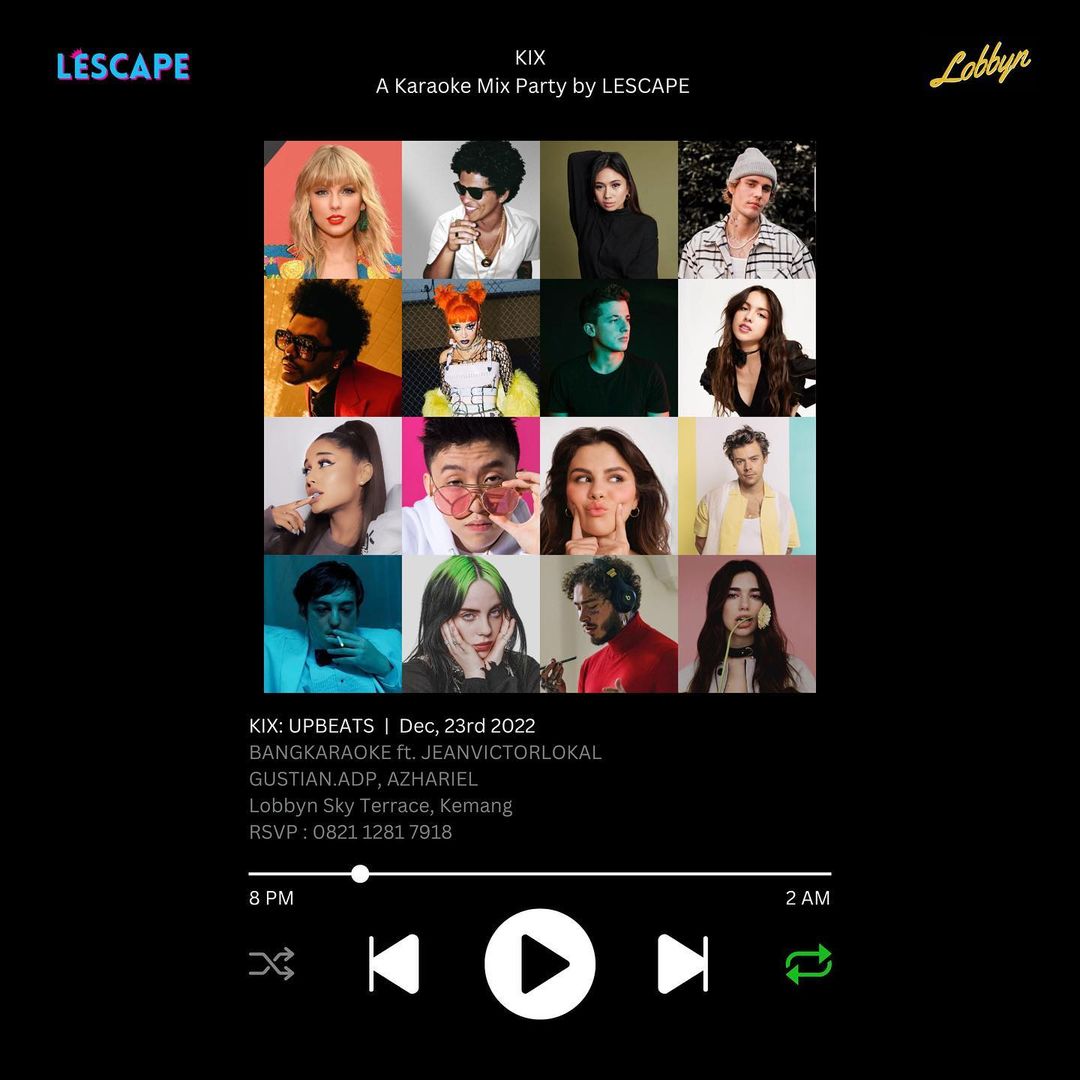 LESCAPE
KIX
A Karaoke Mix Party by LESCAPE
Lobbyn
KIX: UPBEATS | Dec, 23rd 2022
BANGKARAOKE ft. JEANVICTORLOKAL
GUSTIAN.ADP, AZHARIEL
Lobbyn Sky Terrace, Kemang
RSVP : 0821 1281 7918
8 PM
2 AM